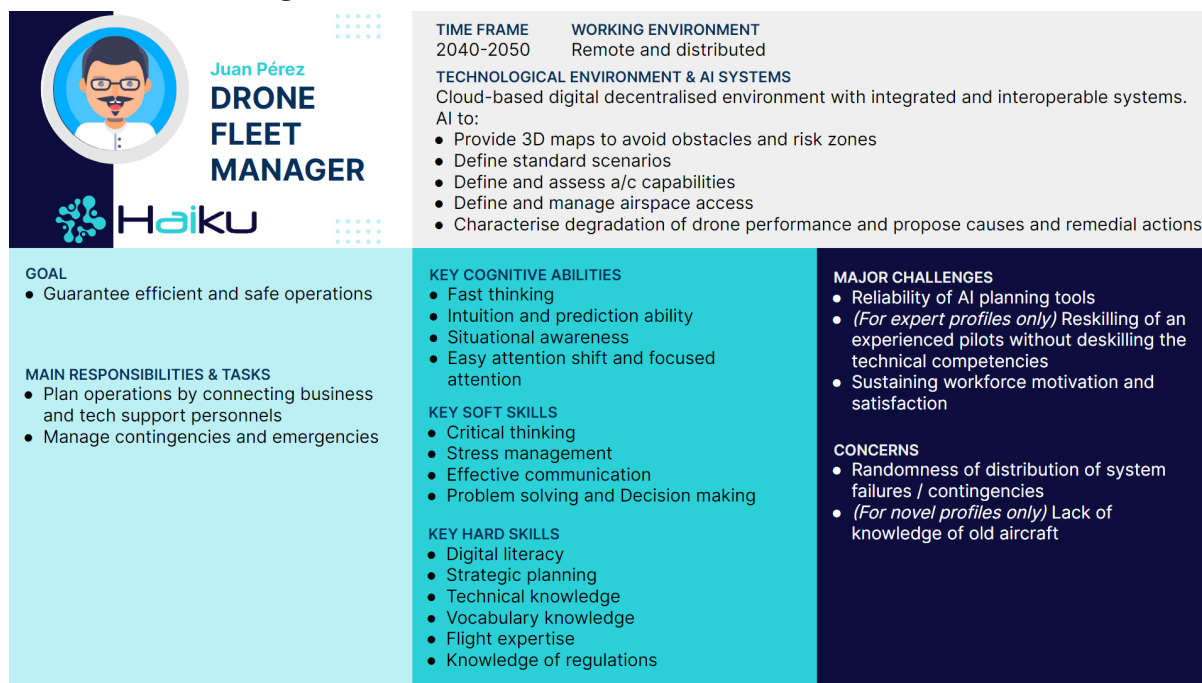 Juan Pérez
DRONE
FLEET
MANAGER
Haiku
TIME FRAME
2040-2050
WORKING ENVIRONMENT
Remote and distributed
TECHNOLOGICAL ENVIRONMENT & AI SYSTEMS
Cloud-based digital decentralised environment with integrated and interoperable systems.
AI to:
● Provide 3D maps to avoid obstacles and risk zones
● Define standard scenarios
● Define and assess a/c capabilities
● Define and manage airspace access
● Characterise degradation of drone performance and propose causes and remedial actions
GOAL
● Guarantee efficient and safe operations
MAIN RESPONSIBILITIES & TASKS
● Plan operations by connecting business
and tech support personnels
● Manage contingencies and emergencies
KEY COGNITIVE ABILITIES
● Fast thinking
● Intuition and prediction ability
● Situational awareness
● Easy attention shift and focused
attention
KEY SOFT SKILLS
● Critical thinking
● Stress management
● Effective communication
● Problem solving and Decision making
KEY HARD SKILLS
● Digital literacy
● Strategic planning
● Technical knowledge
● Vocabulary knowledge
● Flight expertise
● Knowledge of regulations
MAJOR CHALLENGES
● Reliability of AI planning tools
● (For expert profiles only) Reskilling of an
experienced pilots without deskilling the
technical competencies
● Sustaining workforce motivation and
satisfaction
CONCERNS
● Randomness of distribution of system
failures / contingencies
● (For novel profiles only) Lack of
knowledge of old aircraft